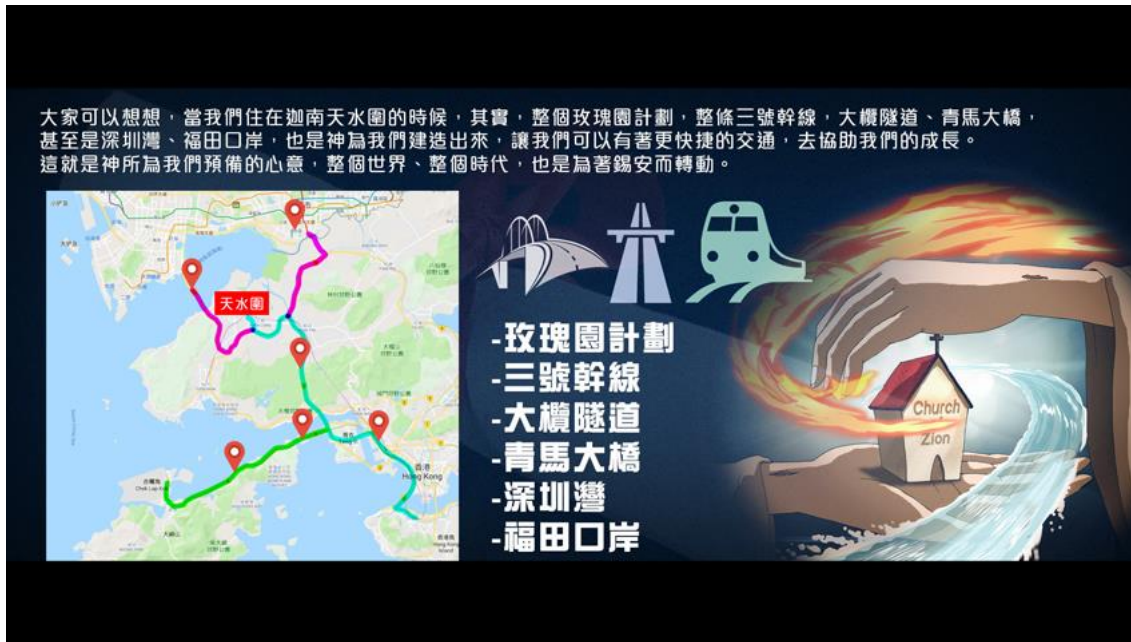 大家可以想想，當我們住在迦南天水圍的時候，其實，整個玫瑰園計劃，整條三號幹線，大欖隧道、青馬大橋，
甚至是深圳灣、福田口岸，也是神為我們建造出來，讓我們可以有著更快捷的交通，去協助我們的成長。
這就是神所為我們預備的心意，整個世界、整個時代，也是為著錫安而轉動。
天水圍
香港
Hong Kong
Chek Lap Kok
-玫瑰園計劃
-三號幹線
-大欖隧道
-青馬大橋
-深圳灣
-福田口岸
Church
Zion